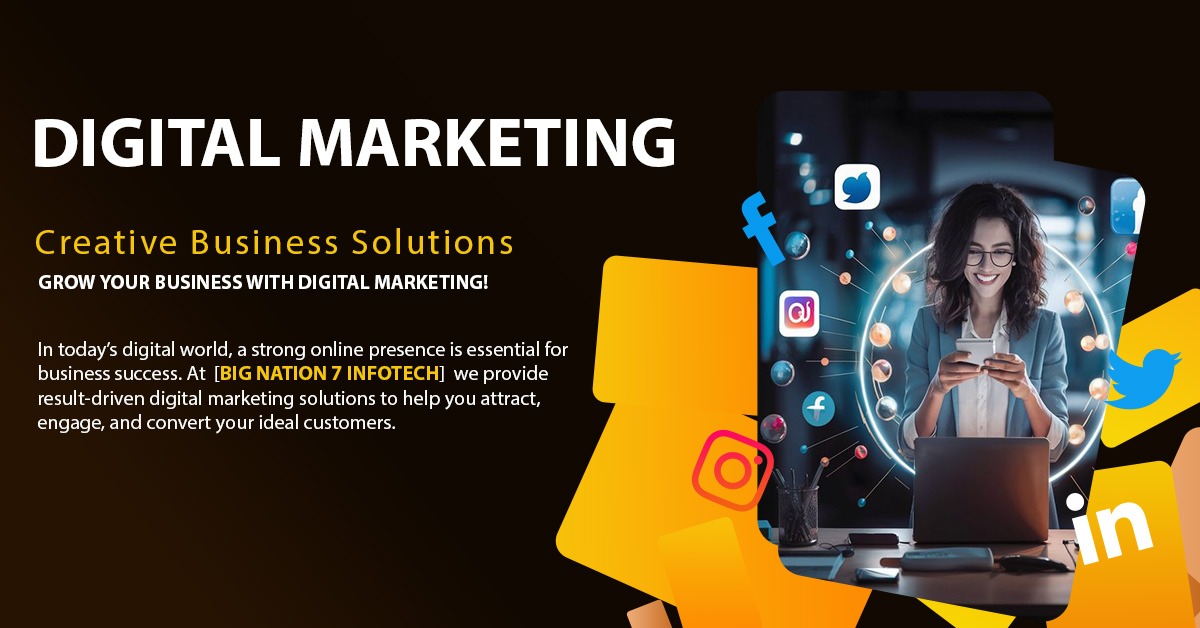 DIGITAL MARKETING
Creative Business Solutions
GROW YOUR BUSINESS WITH DIGITAL MARKETING!
In today’s digital world, a strong online presence is essential for
business success. At [BIG NATION 7 INFOTECH] we provide
result-driven digital marketing solutions to help you attract,
engage, and convert your ideal customers.
in